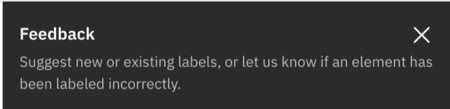 Feedback
Suggest new or existing labels, or let us know if an element has
been labeled incorrectly.